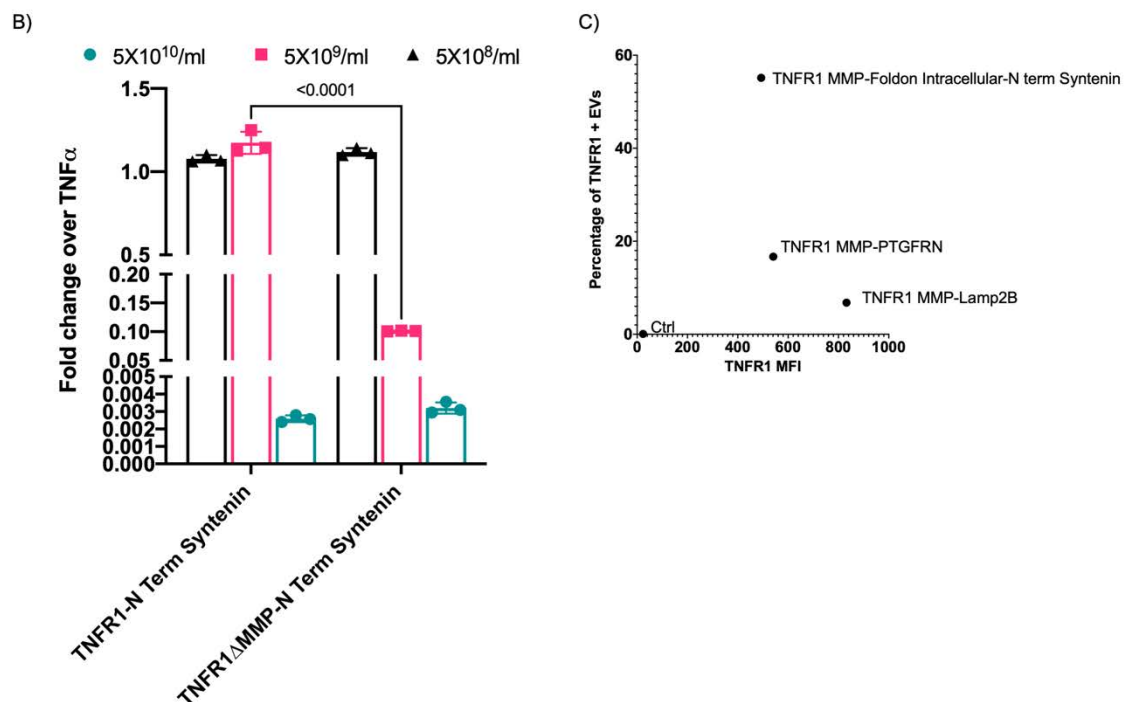 B)
5X10¹⁰/ml 5X10⁹/ml 5X10⁸/ml
Fold change over TNFα
1.5
1.0
0.5
0.20
0.15
0.10
0.05
0.005
0.004
0.003
0.002
0.001
0.000
<0.0001
TNFR1-N Term Syntenin
TNFR1ΔMMP-N Term Syntenin
C)
Percentage of TNFR1 + EVs
60
40
20
0
TNFR1 MMP-Foldon Intracellular-N term Syntenin
TNFR1 MMP-PTGFRN
TNFR1 MMP-Lamp2B
Ctrl
0 200 400 600 800 1000
TNFR1 MFI